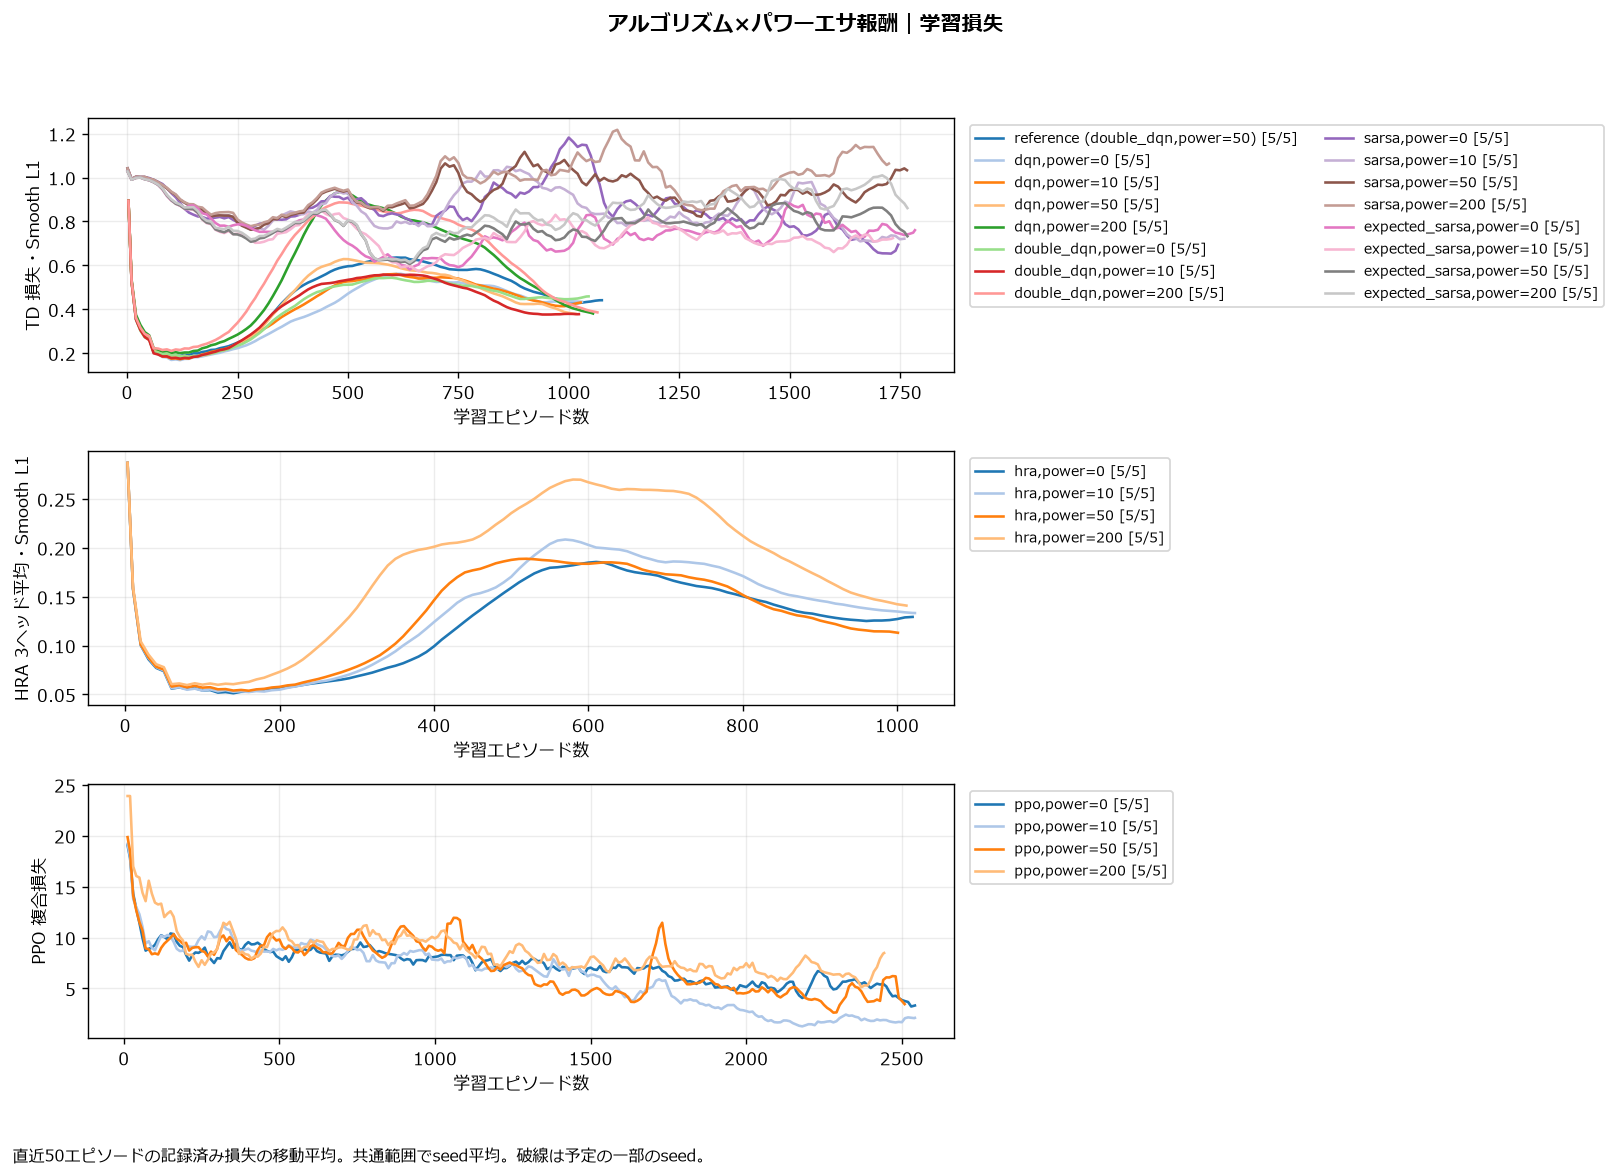 アルゴリズム×パワーエサ報酬｜学習損失
TD 損失・Smooth L1
1.2
1.0
0.8
0.6
0.4
0.2
0 250 500 750 1000 1250 1500 1750
学習エピソード数
reference (double_dqn,power=50) [5/5]
dqn,power=0 [5/5]
dqn,power=10 [5/5]
dqn,power=50 [5/5]
dqn,power=200 [5/5]
double_dqn,power=0 [5/5]
double_dqn,power=10 [5/5]
double_dqn,power=200 [5/5]
sarsa,power=0 [5/5]
sarsa,power=10 [5/5]
sarsa,power=50 [5/5]
sarsa,power=200 [5/5]
expected_sarsa,power=0 [5/5]
expected_sarsa,power=10 [5/5]
expected_sarsa,power=50 [5/5]
expected_sarsa,power=200 [5/5]
HRA 3ヘッド平均・Smooth L1
0.25
0.20
0.15
0.10
0.05
0 200 400 600 800 1000
学習エピソード数
hra,power=0 [5/5]
hra,power=10 [5/5]
hra,power=50 [5/5]
hra,power=200 [5/5]
PPO 複合損失
25
20
15
10
5
0 500 1000 1500 2000 2500
学習エピソード数
ppo,power=0 [5/5]
ppo,power=10 [5/5]
ppo,power=50 [5/5]
ppo,power=200 [5/5]
直近50エピソードの記録済み損失の移動平均。共通範囲でseed平均。破線は予定の一部のseed。